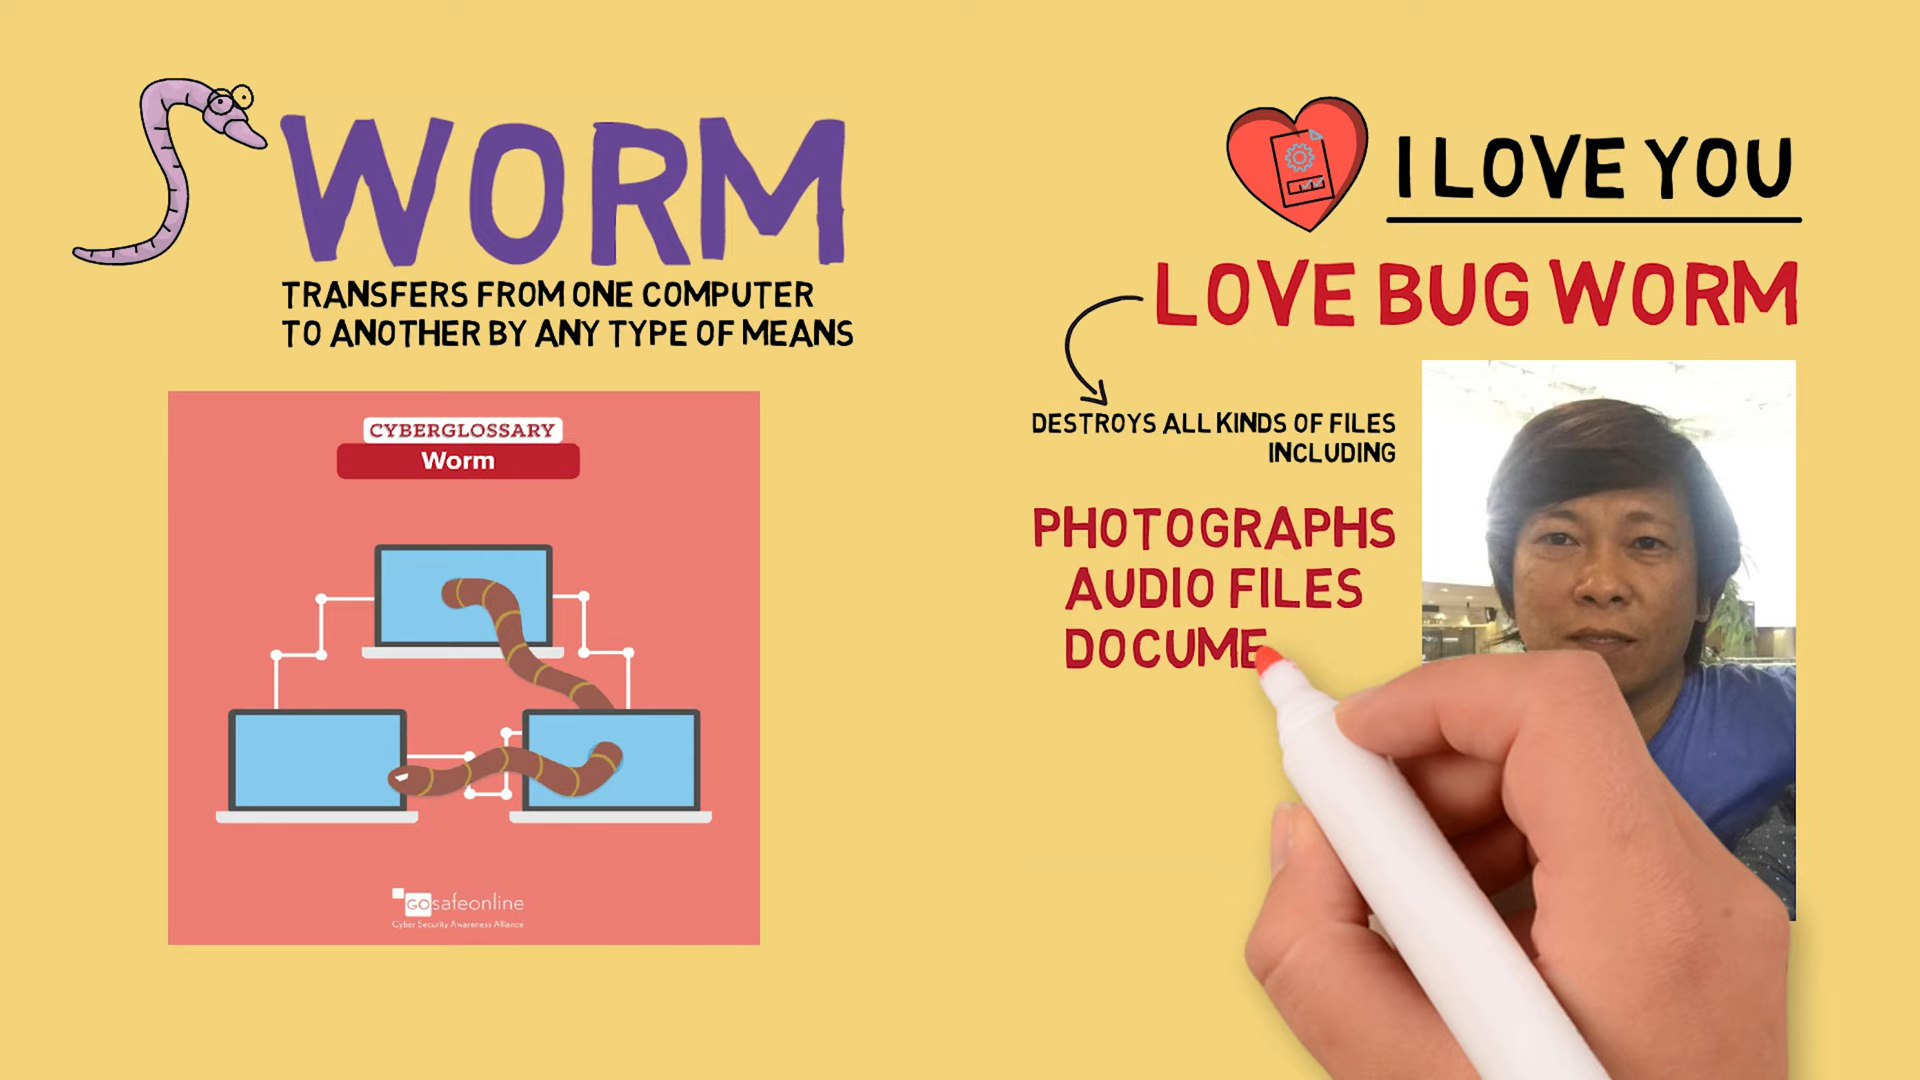 WORM
TRANSFERS FROM ONE COMPUTER
TO ANOTHER BY ANY TYPE OF MEANS
CYBERGLOSSARY
Worm
GOsafeonline
Cyber Security Awareness Alliance
I LOVE YOU
LOVE BUG WORM
DESTROYS ALL KINDS OF FILES
INCLUDING
PHOTOGRAPHS
AUDIO FILES
DOCUME